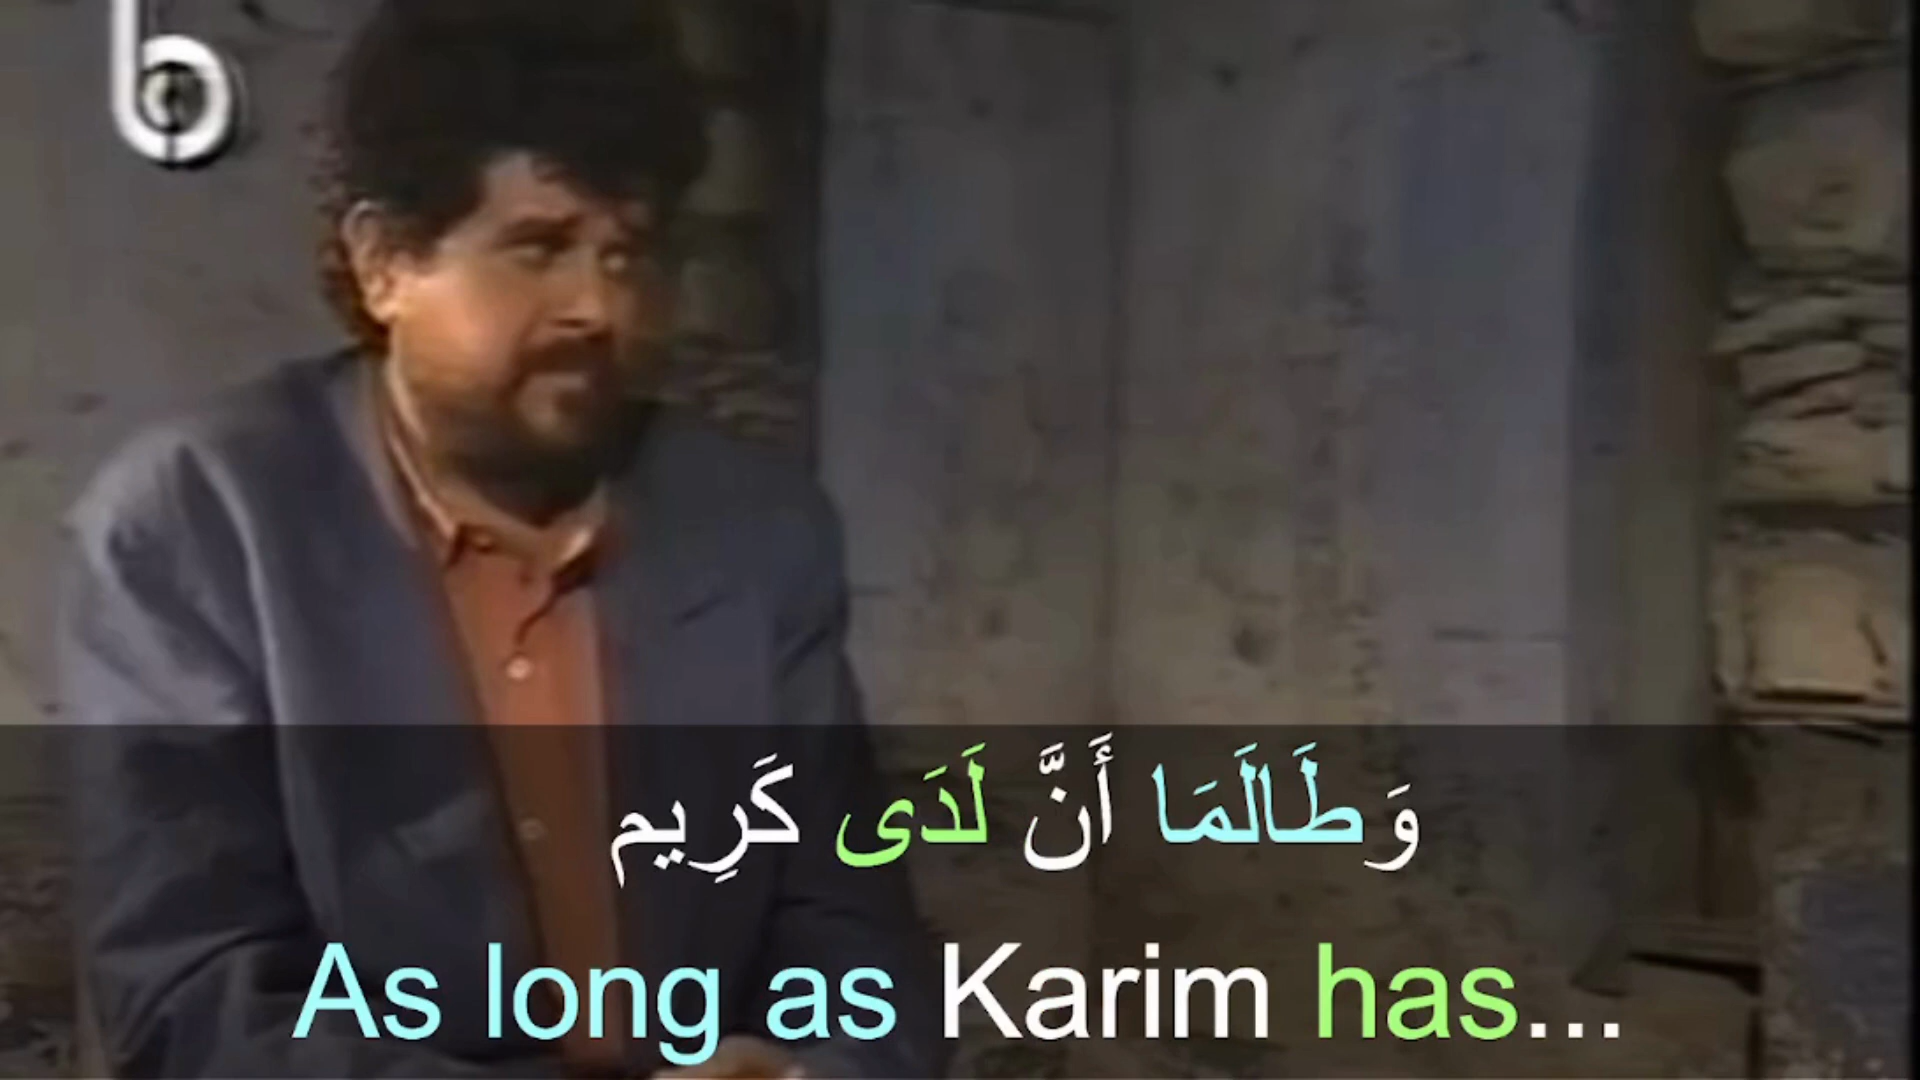 وَطَالَمَا أَنَّ لَدَى كَرِيم
As long as Karim has...